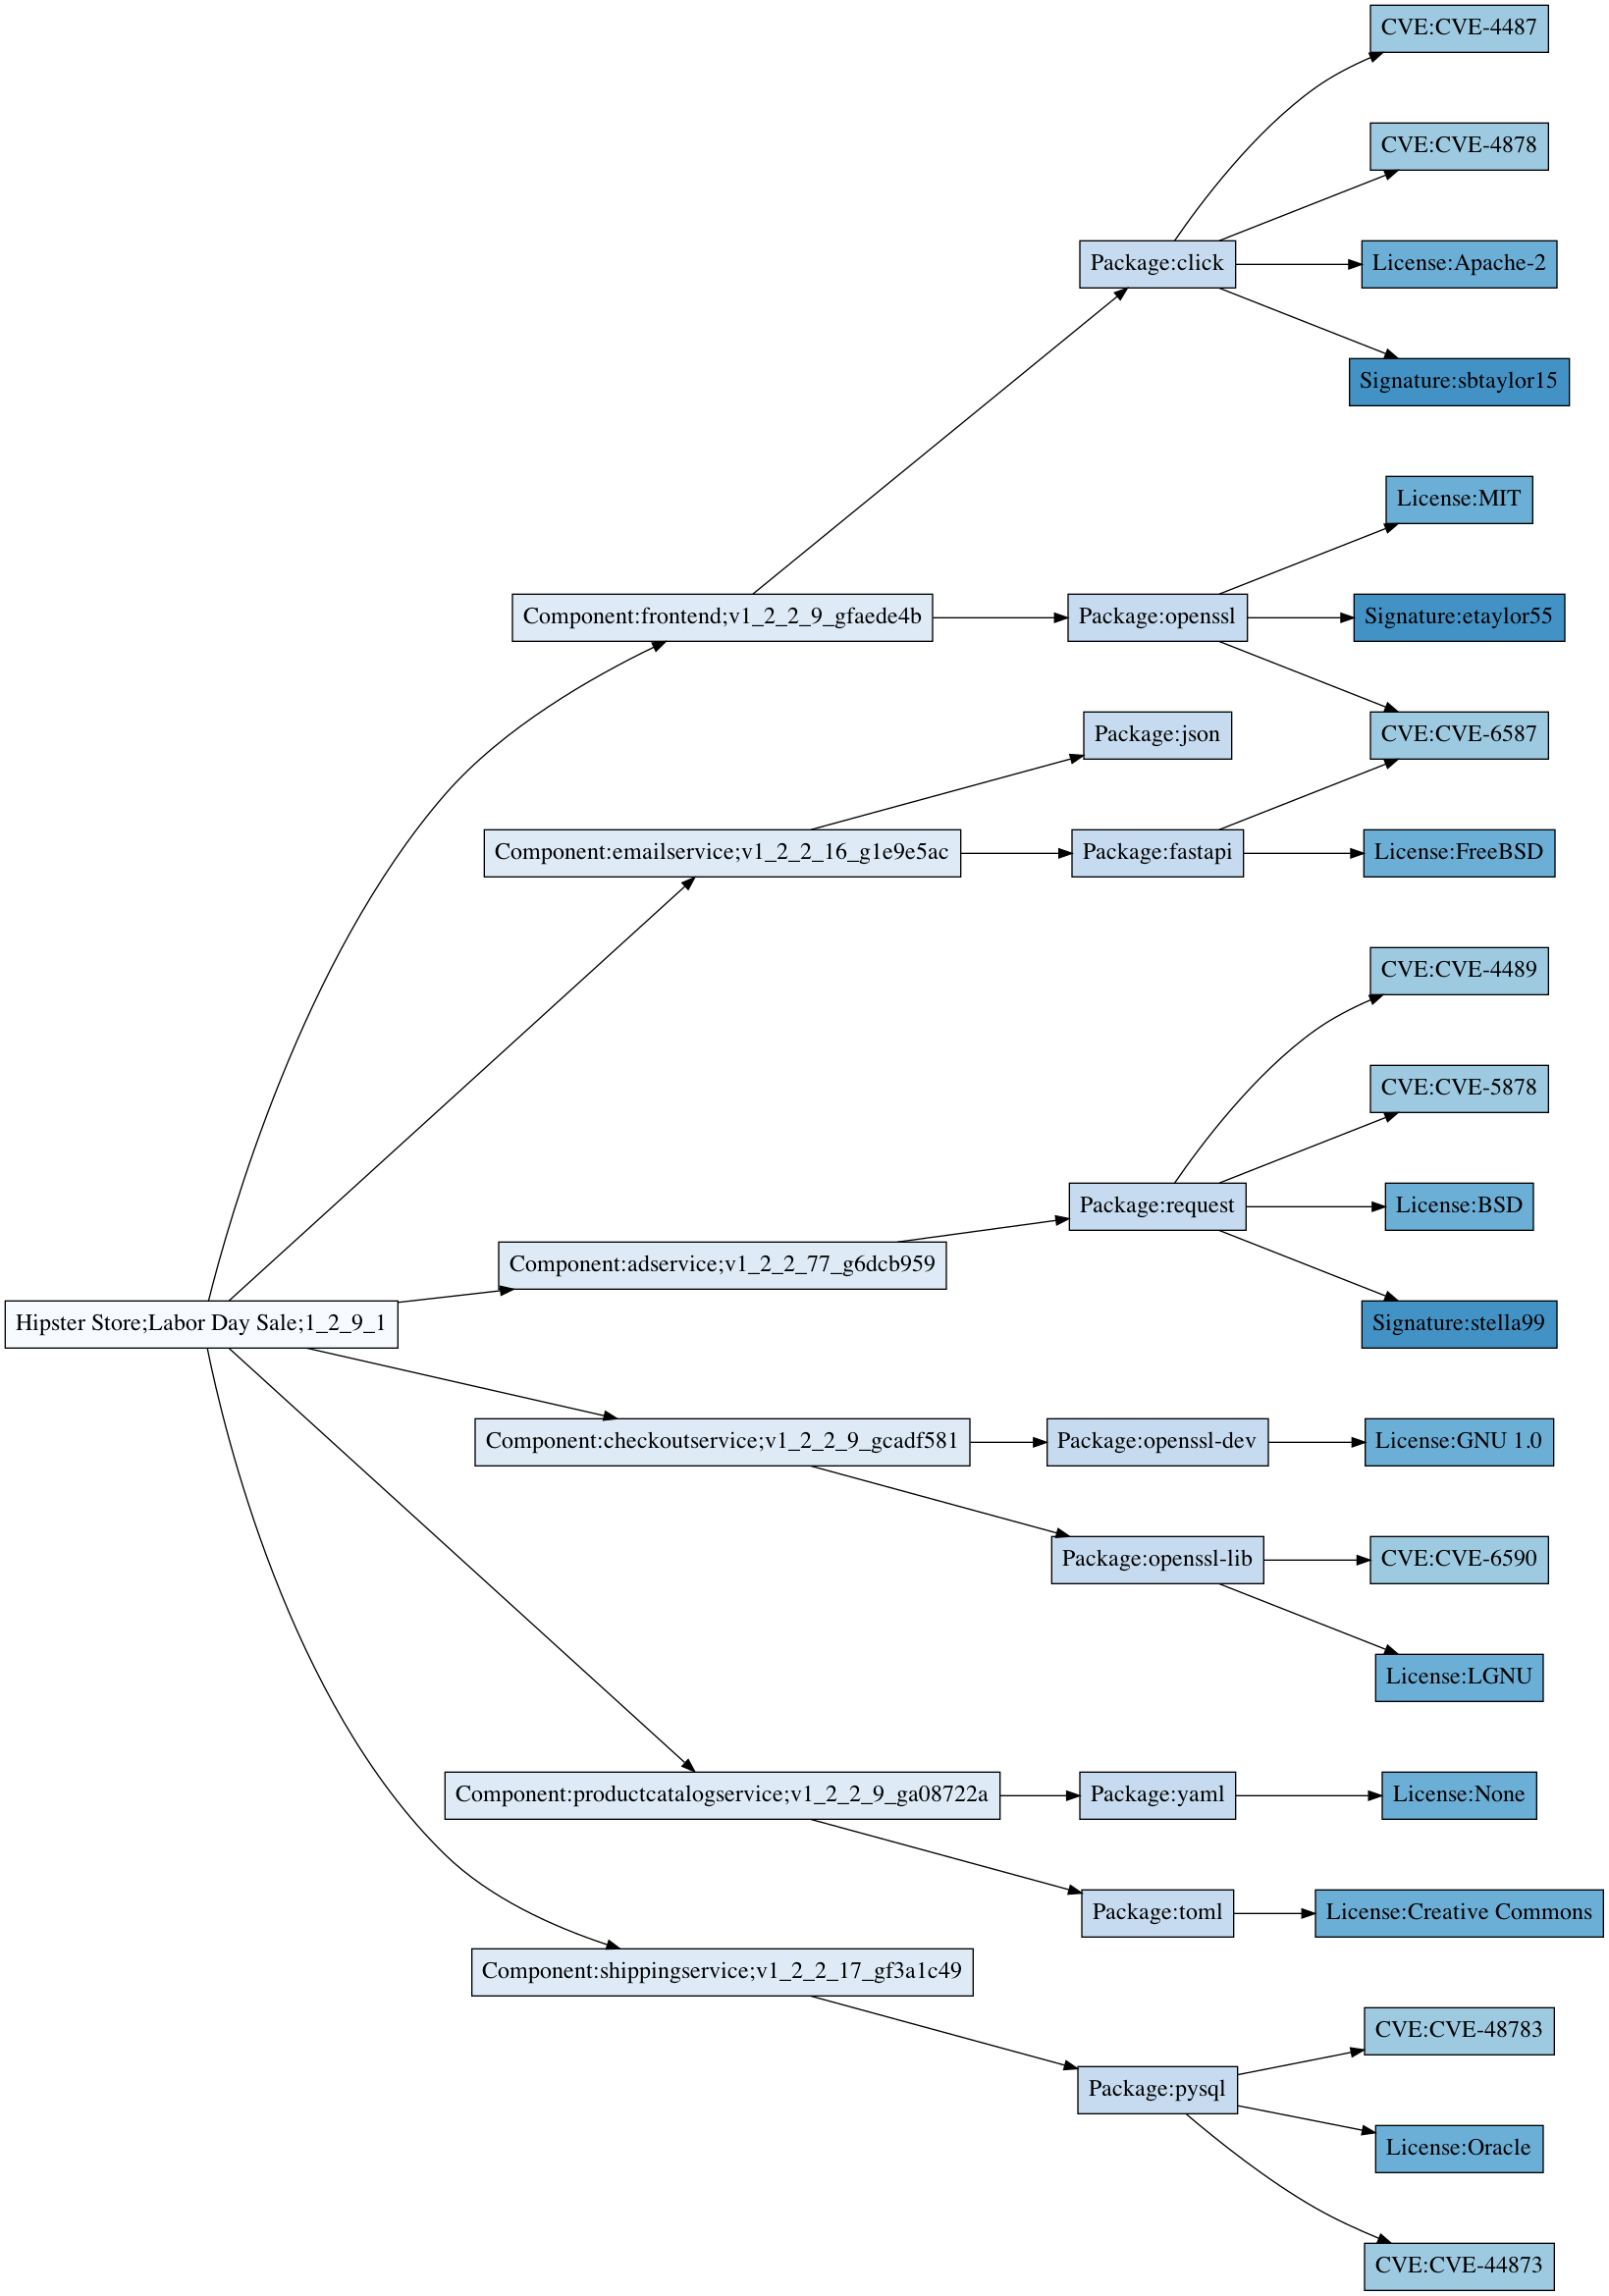 CVE:CVE-4487
CVE:CVE-4878
Package:click
License:Apache-2
Signature:sbtaylor15
License:MIT
Component:frontend;v1_2_2_9_gfaede4b
Package:openssl
Signature:etaylor55
Package:json
CVE:CVE-6587
Component:emailservice;v1_2_2_16_g1e9e5ac
Package:fastapi
License:FreeBSD
CVE:CVE-4489
CVE:CVE-5878
Package:request
License:BSD
Component:adservice;v1_2_2_77_g6dcb959
Hipster Store;Labor Day Sale;1_2_9_1
Signature:stella99
Component:checkoutservice;v1_2_2_9_gcadf581
Package:openssl-dev
License:GNU 1.0
Package:openssl-lib
CVE:CVE-6590
License:LGNU
Component:productcatalogservice;v1_2_2_9_ga08722a
Package:yaml
License:None
Package:toml
License:Creative Commons
Component:shippingservice;v1_2_2_17_gf3a1c49
CVE:CVE-48783
Package:pysql
License:Oracle
CVE:CVE-44873